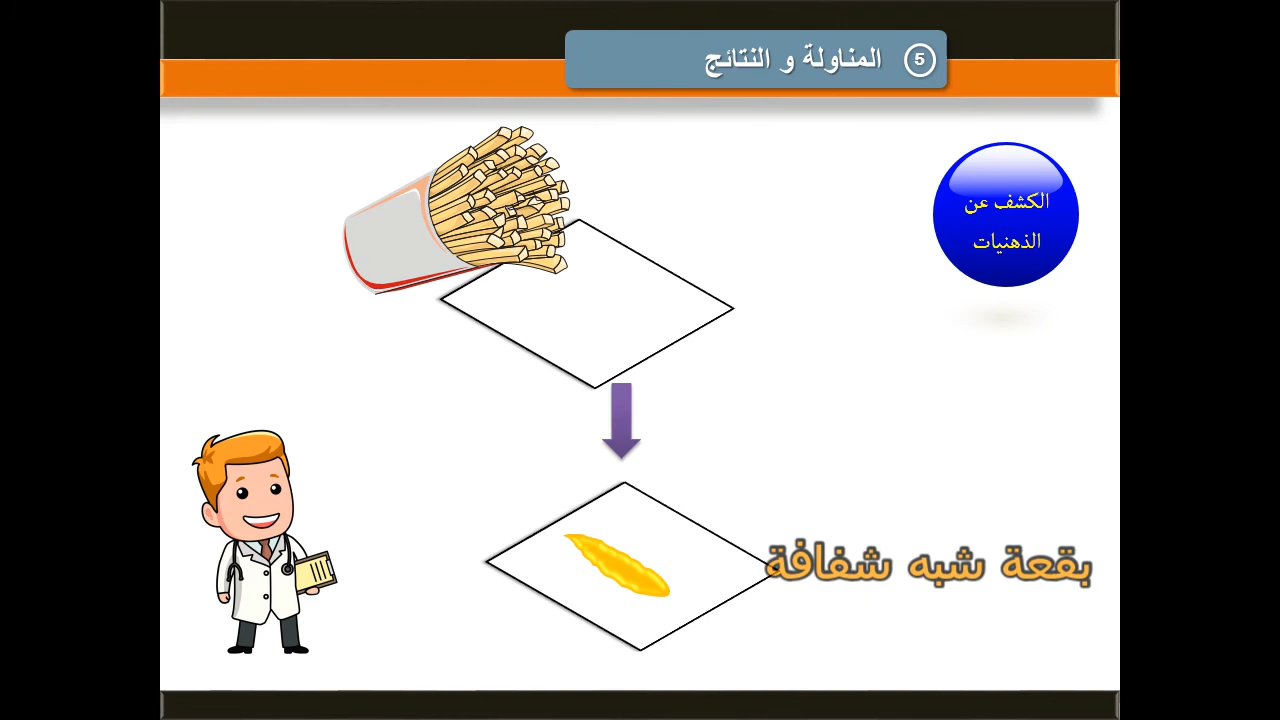 5 المناولة و النتائج
الكشف عن
الذهنيات
بقعة شبه شفافة